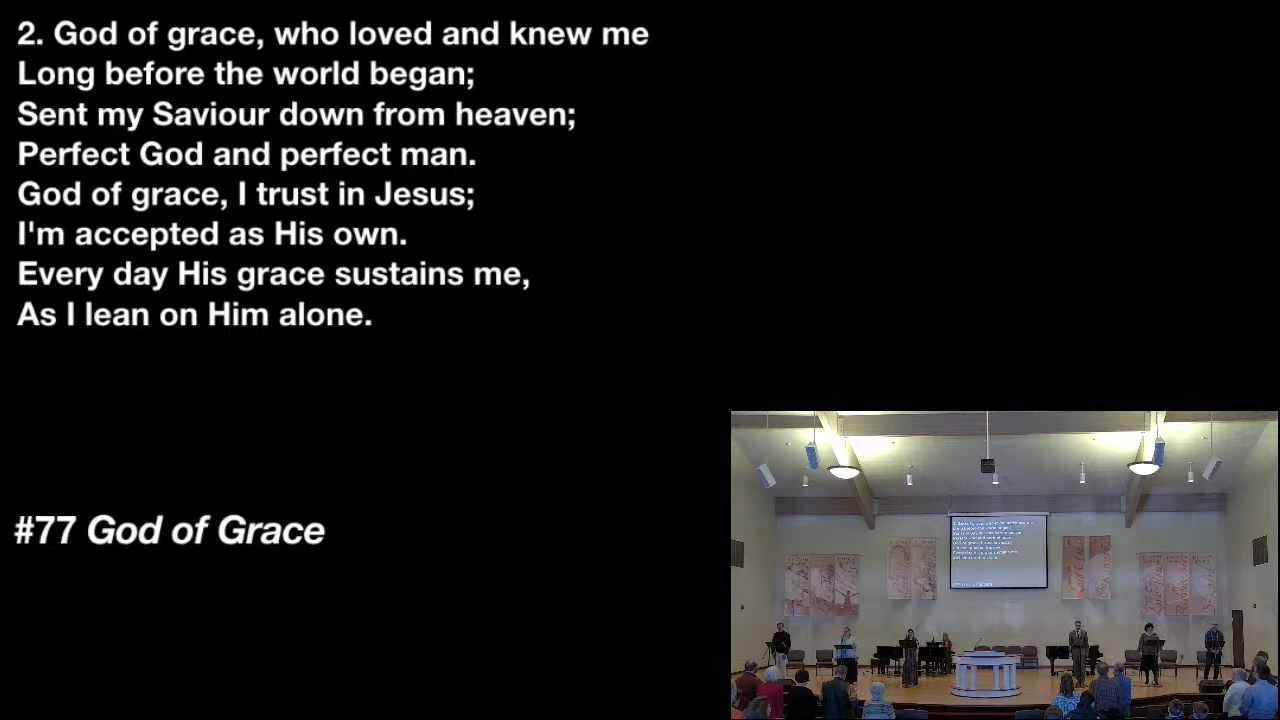 2. God of grace, who loved and knew me
Long before the world began;
Sent my Saviour down from heaven;
Perfect God and perfect man.
God of grace, I trust in Jesus;
I'm accepted as His own.
Every day His grace sustains me,
As I lean on Him alone.
#77 God of Grace